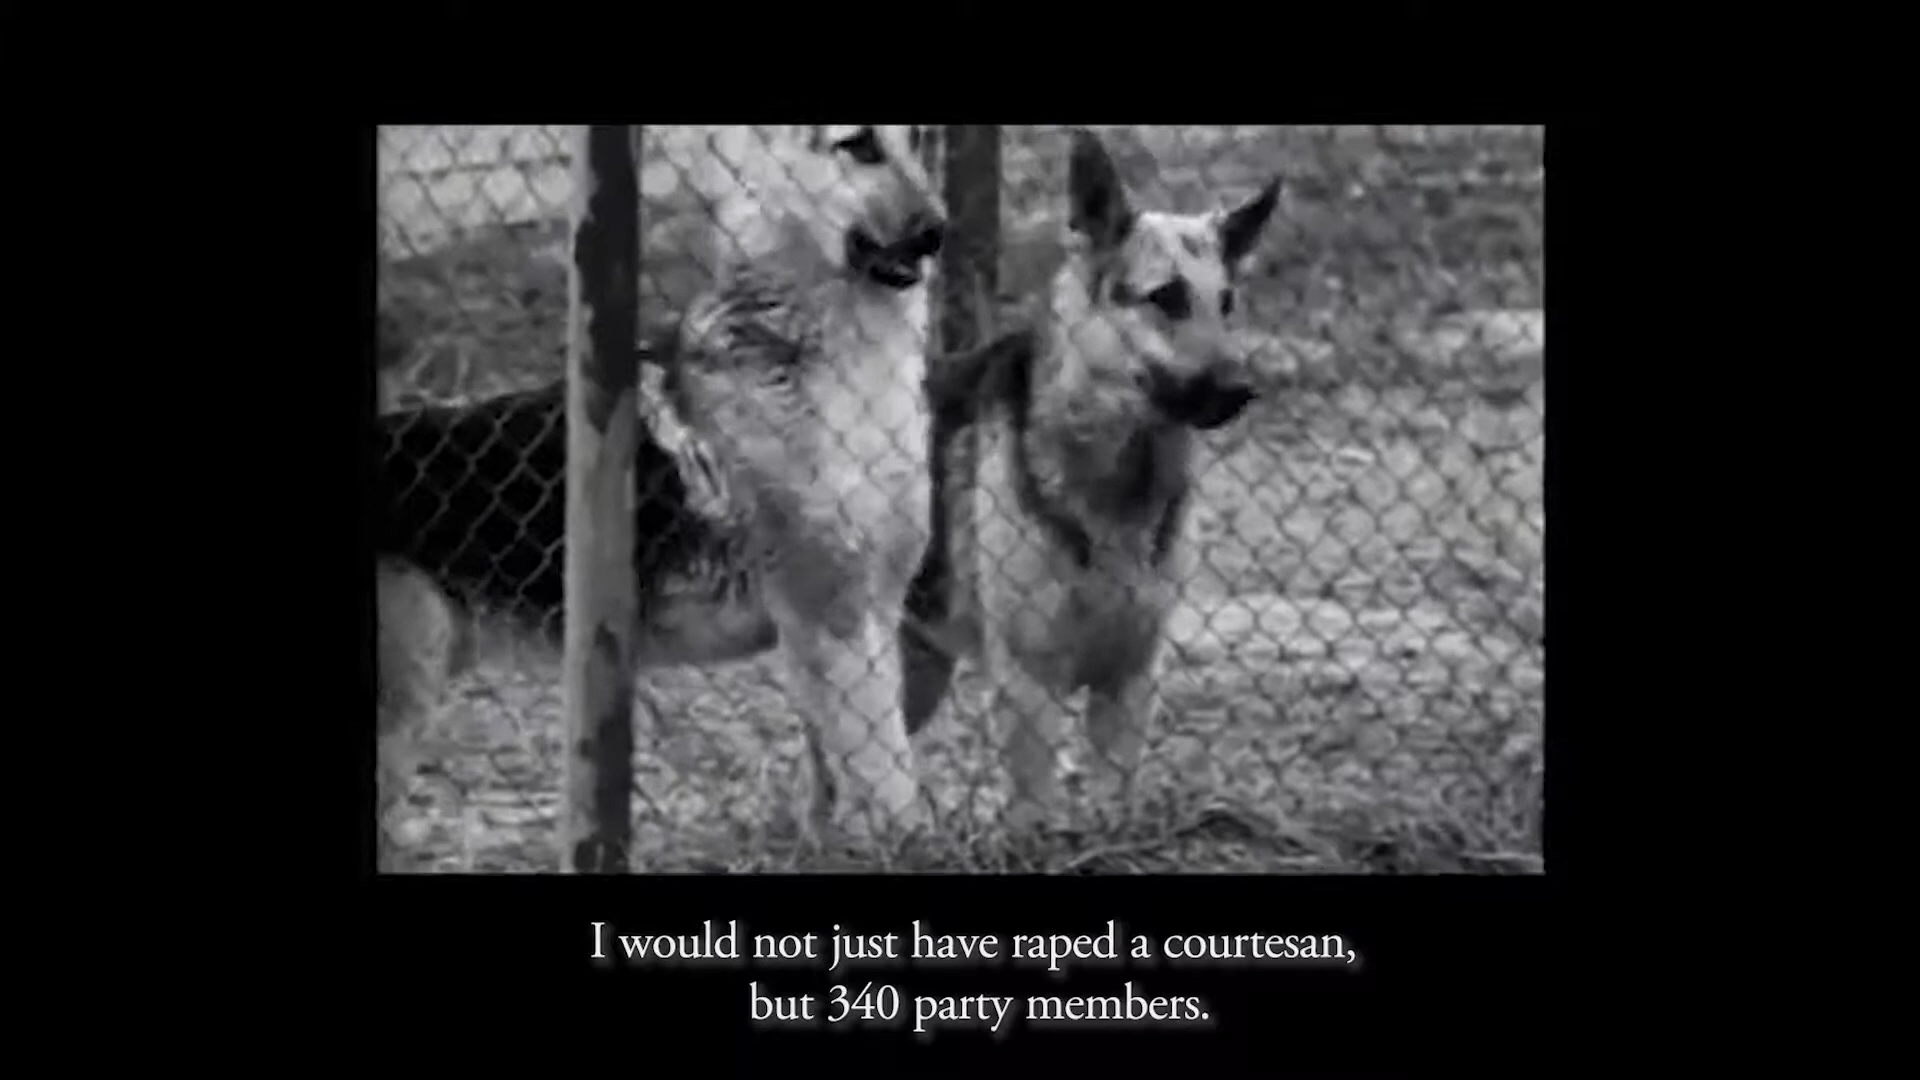 I would not just have raped a courtesan,
but 340 party members.